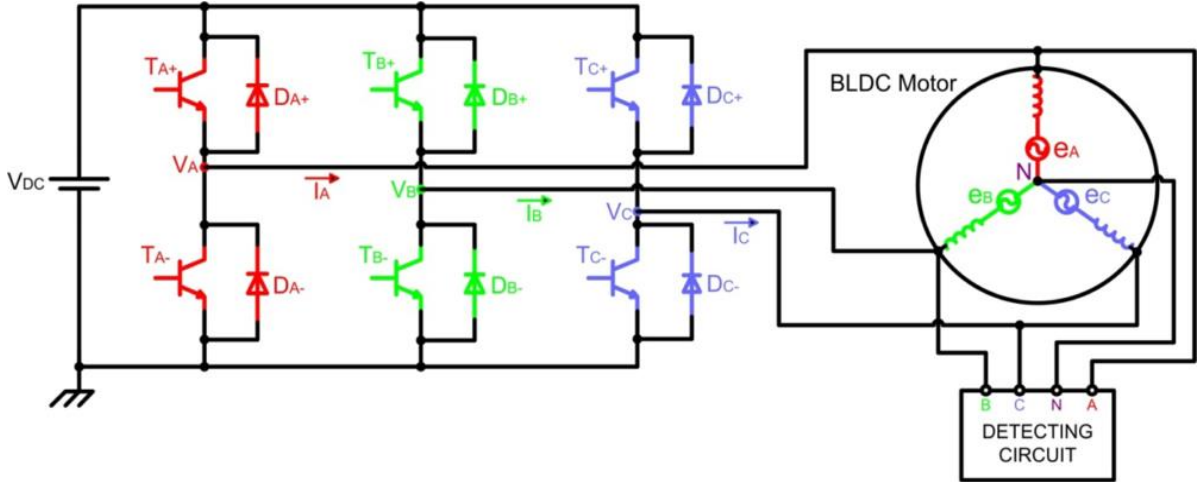 TA+
DA+
TB+
DB+
TC+
DC+
BLDC Motor
VDC
VA
IA
VB
IB
VC
IC
eA
N
eB
eC
TA-
DA-
TB-
DB-
TC-
DC-
B C N A
DETECTING
CIRCUIT